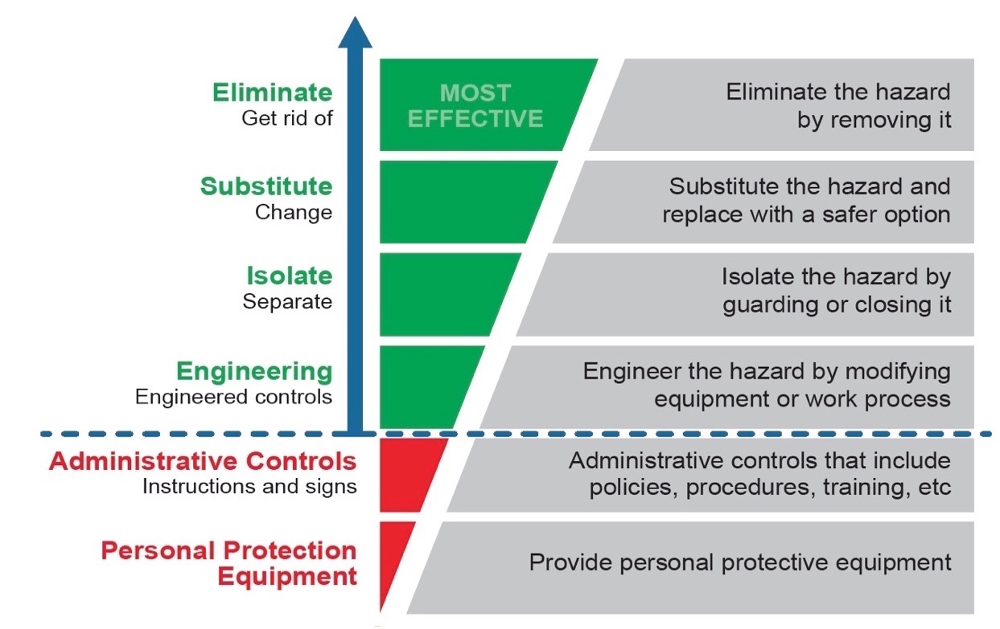 Eliminate
Get rid of
MOST
EFFECTIVE
Eliminate the hazard
by removing it
Substitute
Change
Substitute the hazard and
replace with a safer option
Isolate
Separate
Isolate the hazard by
guarding or closing it
Engineering
Engineered controls
Engineer the hazard by modifying
equipment or work process
Administrative Controls
Instructions and signs
Administrative controls that include
policies, procedures, training, etc
Personal Protection
Equipment
Provide personal protective equipment